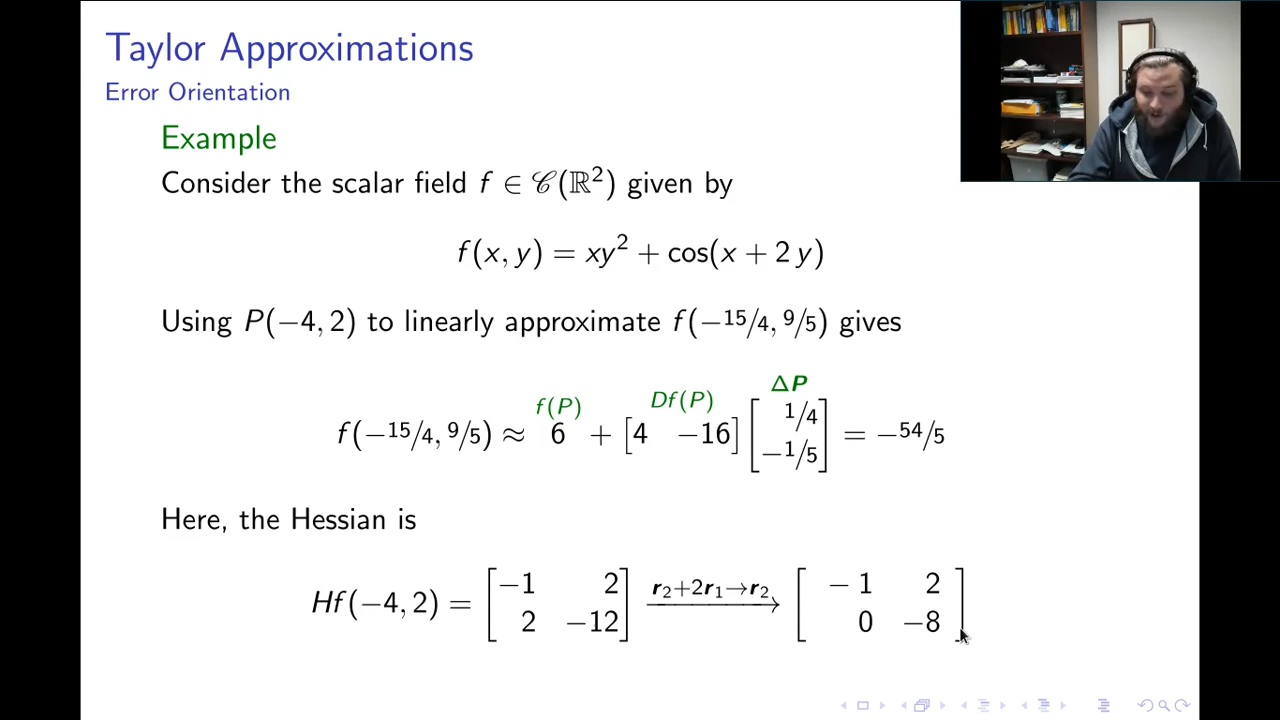 Taylor Approximations
Error Orientation
Example
Consider the scalar field f ∈ 𝒞(ℝ²) given by
f(x, y) = xy² + cos(x + 2 y)
Using P(−4, 2) to linearly approximate f(−15/4, 9/5) gives
f(−15/4, 9/5) ≈ f(P) 6 + Df(P) [4 −16] ΔP [1/4 −1/5] = −54/5
Here, the Hessian is
Hf(−4, 2) = [−1 2; 2 −12] r₂+2r₁→r₂ [−1 2; 0 −8]